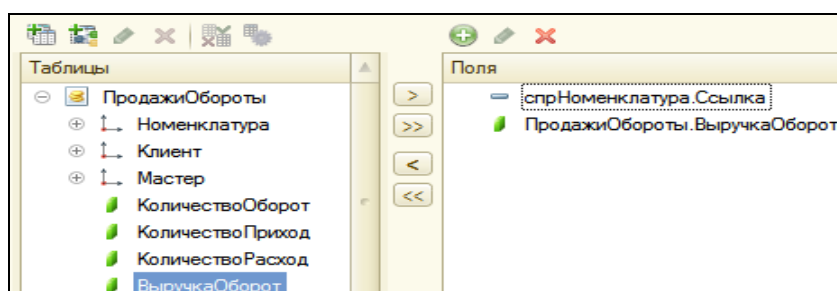 Таблицы
ПродажиОбороты
Номенклатура
Клиент
Мастер
КоличествоОборот
КоличествоПриход
КоличествоРасход
ВыручкаОборот
>
>>
<
<<
Поля
спрНоменклатура.Ссылка
ПродажиОбороты.ВыручкаОборот